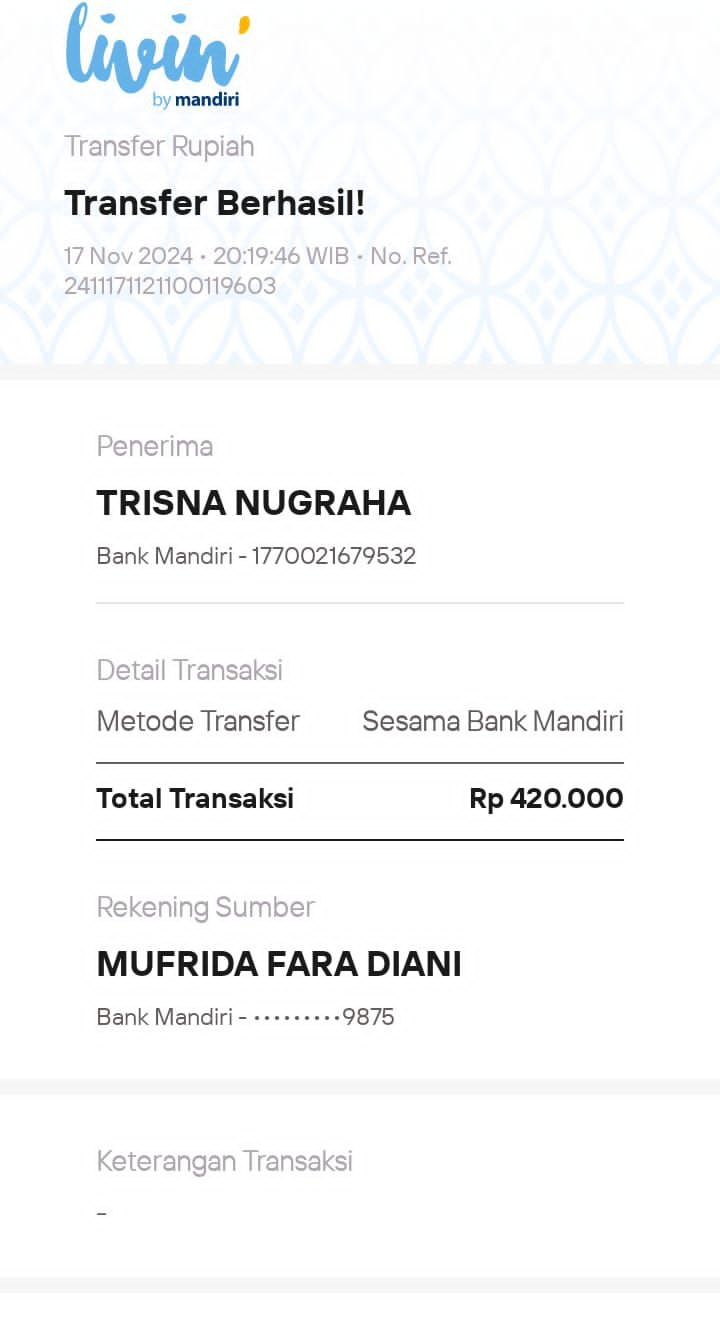 livin'
by mandiri
Transfer Rupiah
Transfer Berhasil!
17 Nov 2024 • 20:19:46 WIB • No. Ref.
2411171121100119603
Penerima
TRISNA NUGRAHA
Bank Mandiri - 1770021679532
Detail Transaksi
Metode Transfer Sesama Bank Mandiri
Total Transaksi Rp 420.000
Rekening Sumber
MUFRIDA FARA DIANI
Bank Mandiri - •••••••••9875
Keterangan Transaksi
-